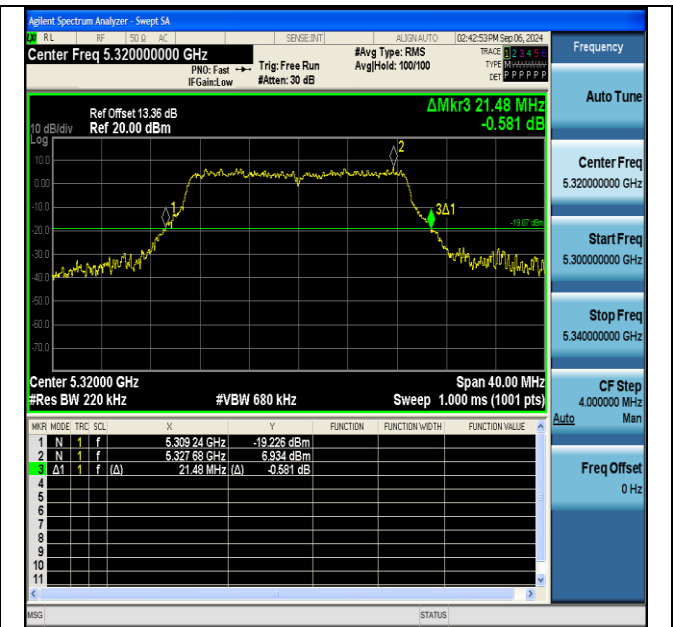 Agilent Spectrum Analyzer - Swept SA
RL RF 50 Ω AC SENSE:INT ALIGN AUTO 02:42:53PM Sep 06, 2024
Center Freq 5.320000000 GHz
PNO: Fast
IFGain:Low
Trig: Free Run
#Atten: 30 dB
#Avg Type: RMS
Avg|Hold: 100/100
TRACE 1 2 3 4 5 6
TYPE M
DET P P P P P P
Frequency
Ref Offset 13.36 dB
Ref 20.00 dBm
10 dB/div
Log
ΔMkr3 21.48 MHz
-0.581 dB
10.0
0.00
-10.0
-20.0
-30.0
-40.0
-50.0
-60.0
-70.0
1
2
3Δ1
-19.07 dBm
Center 5.32000 GHz
#Res BW 220 kHz
#VBW 680 kHz
Span 40.00 MHz
Sweep 1.000 ms (1001 pts)
MKR MODE TRC SCL X Y FUNCTION FUNCTION WIDTH FUNCTION VALUE
1 N 1 f 5.309 24 GHz -19.226 dBm
2 N 1 f 5.327 68 GHz 6.934 dBm
3 Δ1 1 f (Δ) 21.48 MHz (Δ) -0.581 dB
4
5
6
7
8
9
10
11
MSG STATUS
Auto Tune
Center Freq
5.320000000 GHz
Start Freq
5.300000000 GHz
Stop Freq
5.340000000 GHz
CF Step
4.000000 MHz
Auto Man
Freq Offset
0 Hz